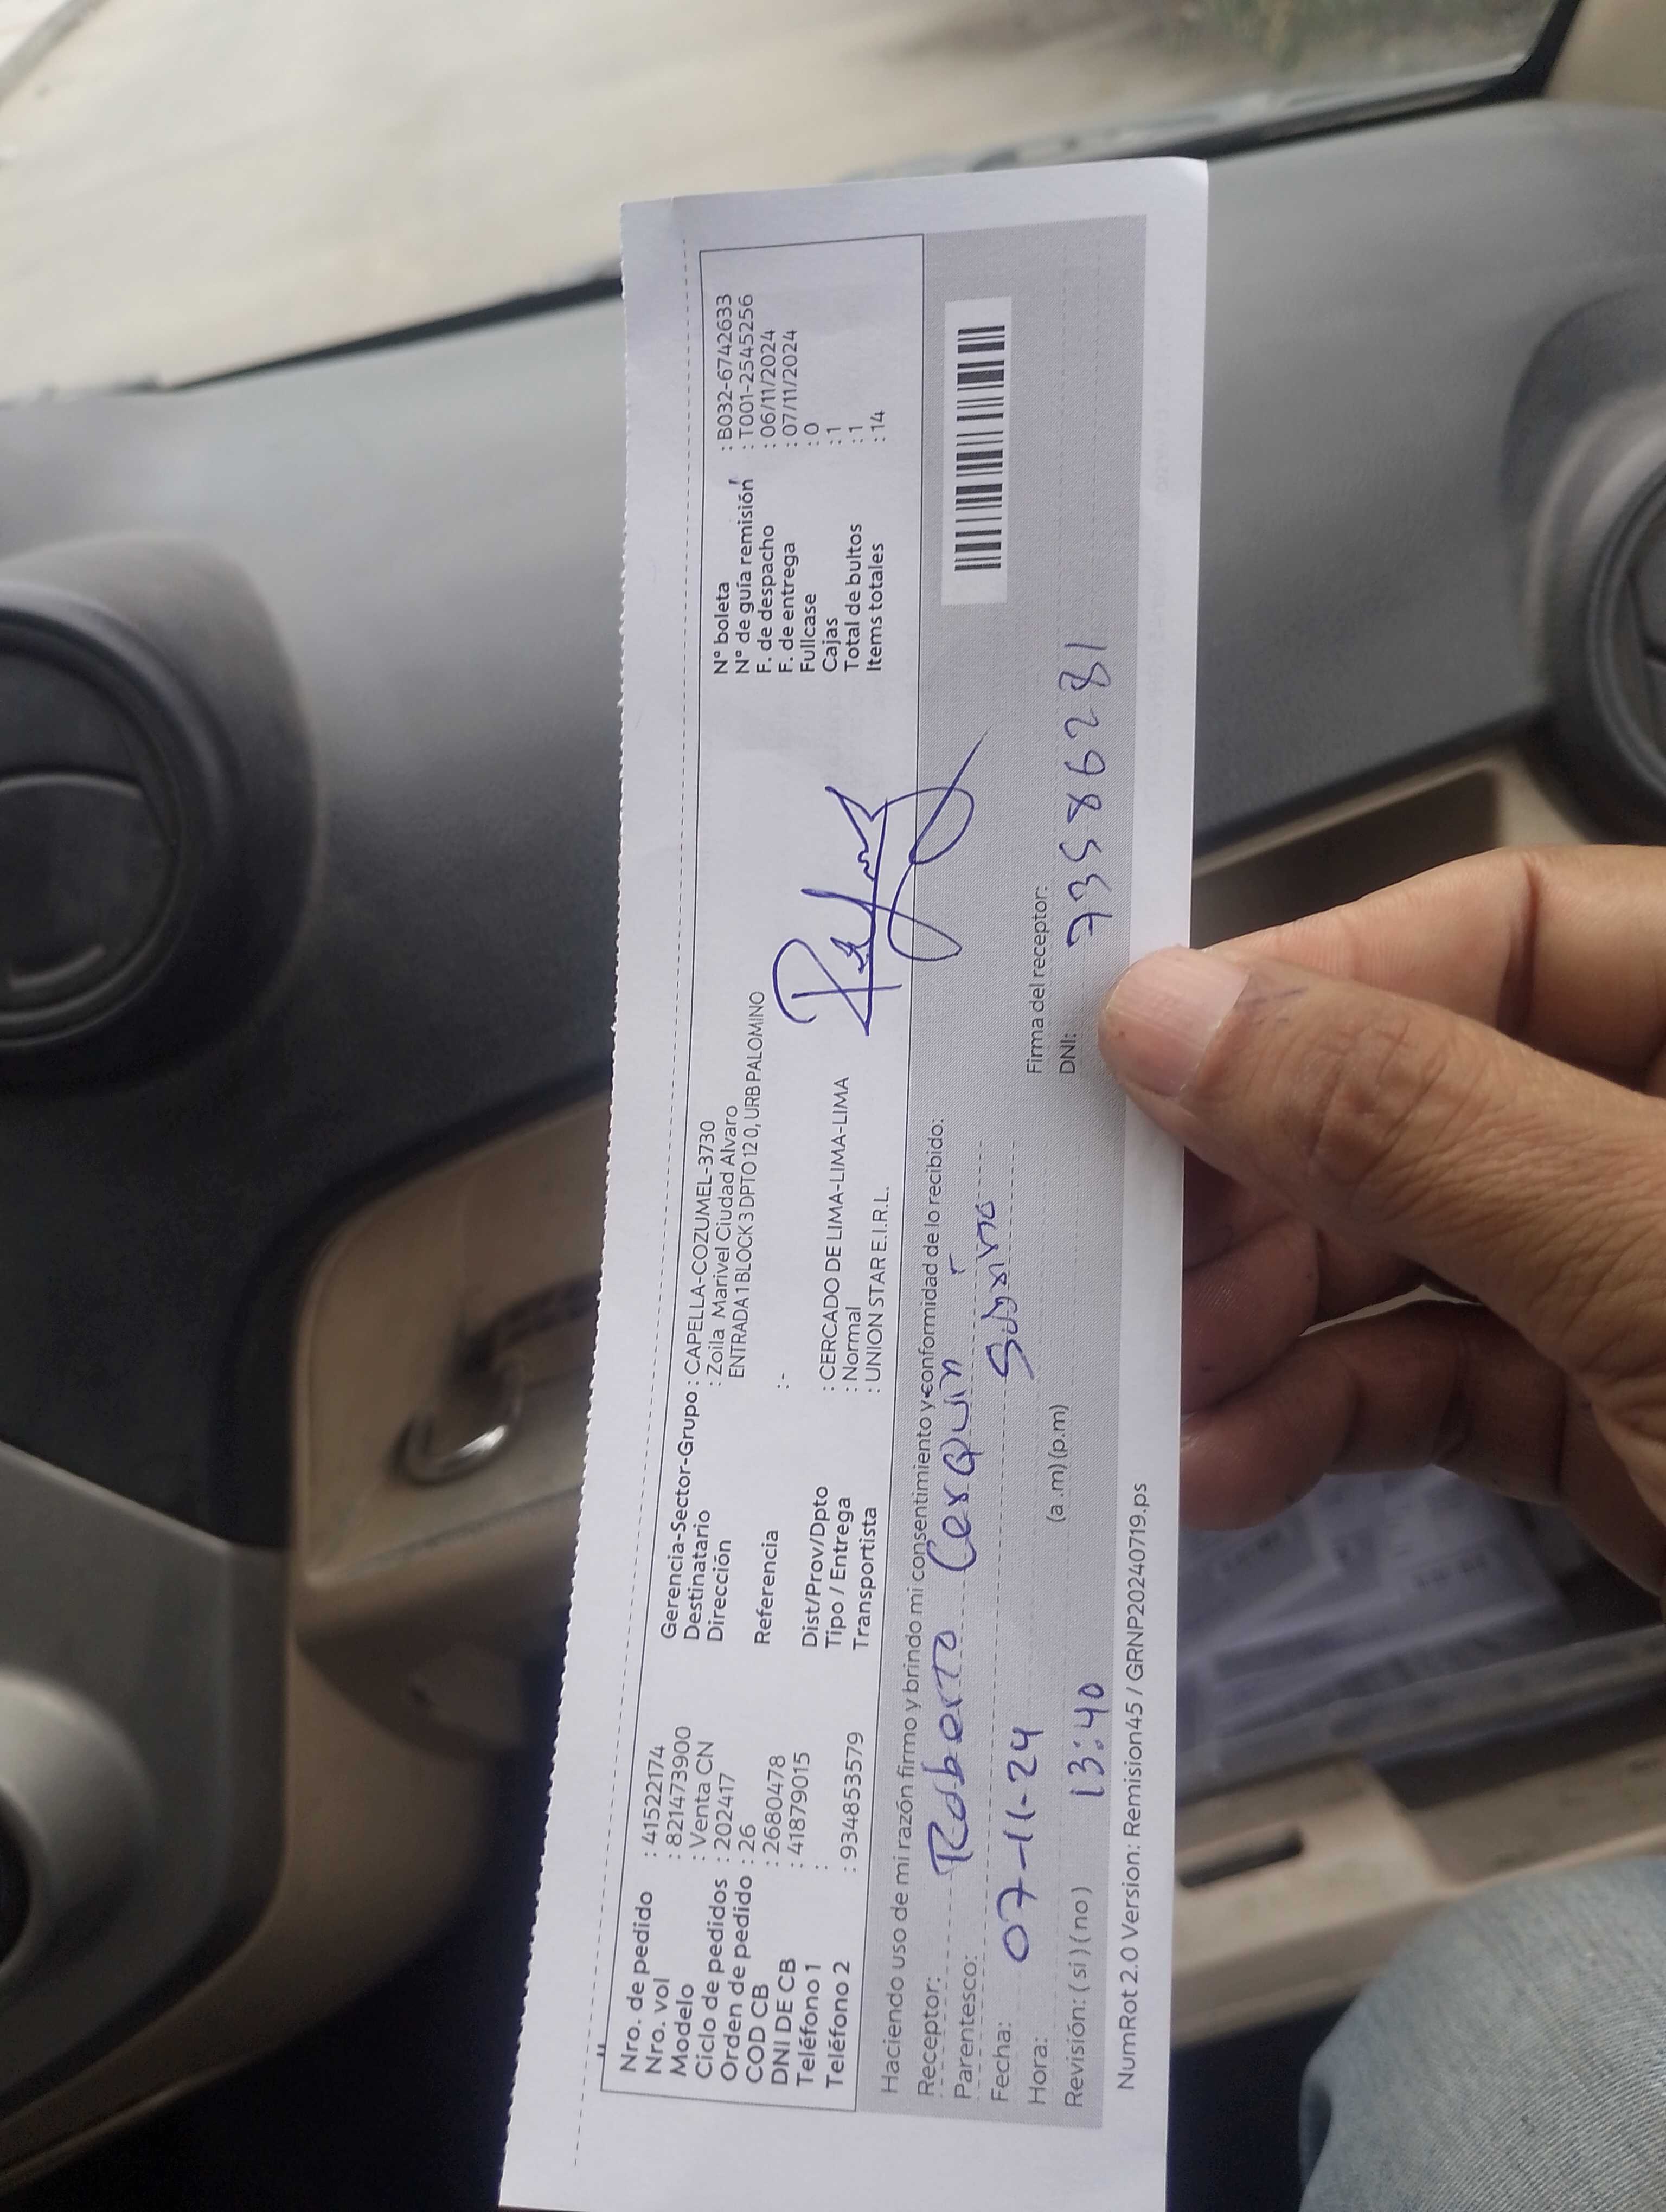 Nro. de pedido : 41522174
Nro. vol : 821473900
Modelo : Venta CN
Ciclo de pedidos : 202417
Orden de pedido : 26
COD CB : 2680478
DNI DE CB : 41879015
Teléfono 1 :
Teléfono 2 : 934853579
Gerencia-Sector-Grupo : CAPELLA-COZUMEL-3730
Destinatario : Zoila Marivel Ciudad Alvaro
Dirección ENTRADA 1 BLOCK 3 DPTO 12 0, URB PALOMINO
Referencia :-
Dist/Prov/Dpto : CERCADO DE LIMA-LIMA-LIMA
Tipo / Entrega : Normal
Transportista : UNION STAR E.I.R.L.
N° boleta : B032-6742633
N° de guía remisión : T001-2545256
F. de despacho : 06/11/2024
F. de entrega : 07/11/2024
Fullcase : 0
Cajas : 1
Total de bultos : 1
Items totales : 14
Haciendo uso de mi razón firmo y brindo mi consentimiento y conformidad de lo recibido:
Receptor: Roberto Cerquin
Parentesco:
Fecha: 07-11-24
Hora: 13:40 (a .m) (p.m)
Revisión: ( si ) ( no )
Firma del receptor:
DNI: 73586281
NumRot 2.0 Version: Remision45 / GRNP20240719.ps